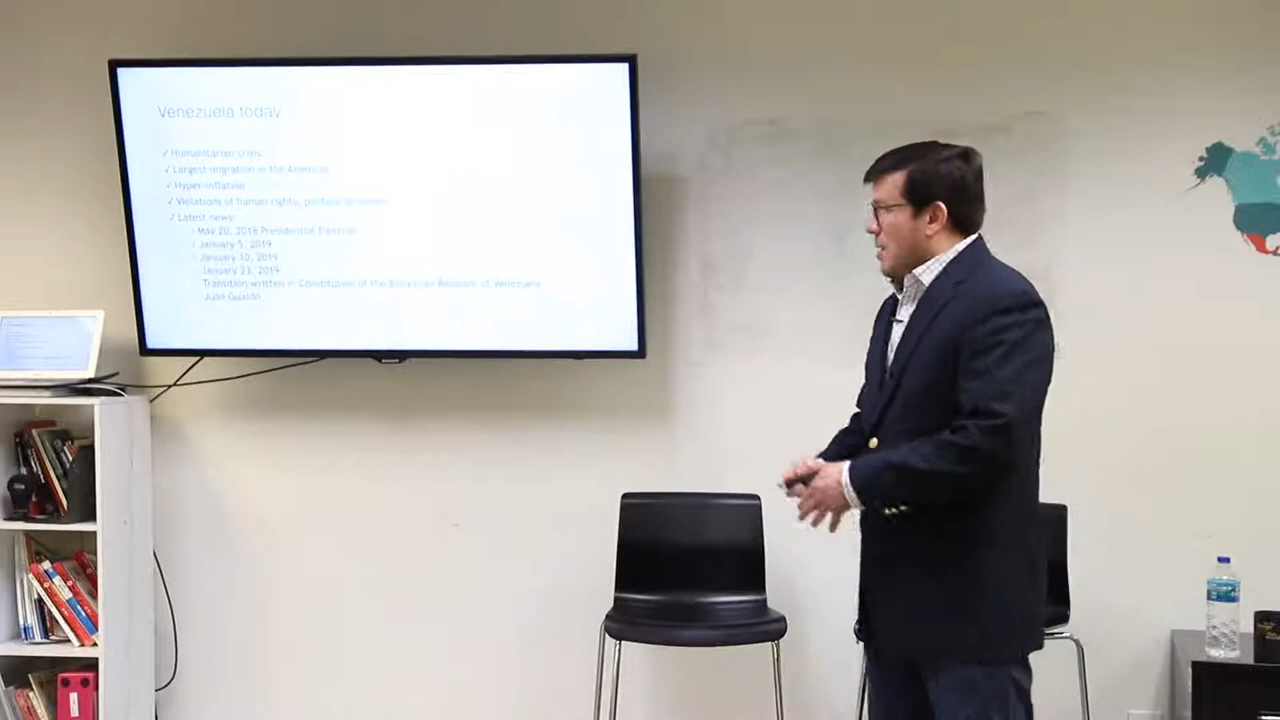 Venezuela today
✓ Humanitarian crisis
✓ Largest migration in the Americas
✓ Hyper-inflation
✓ Violations of human rights, political
✓ Latest news:
May 20, 2018 Presidential Election
January 5, 2019
January 10, 2019
January 23, 2019
Transition written in Constitution of the Bolivarian Republic of Venezuela
Juan Guaidó